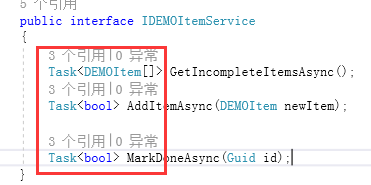 5 个引用
public interface IDEMOItemService
{
3 个引用|0 异常
Task<DEMOItem[]> GetIncompleteItemsAsync();
3 个引用|0 异常
Task<bool> AddItemAsync(DEMOItem newItem);
3 个引用|0 异常
Task<bool> MarkDoneAsync(Guid id);
}